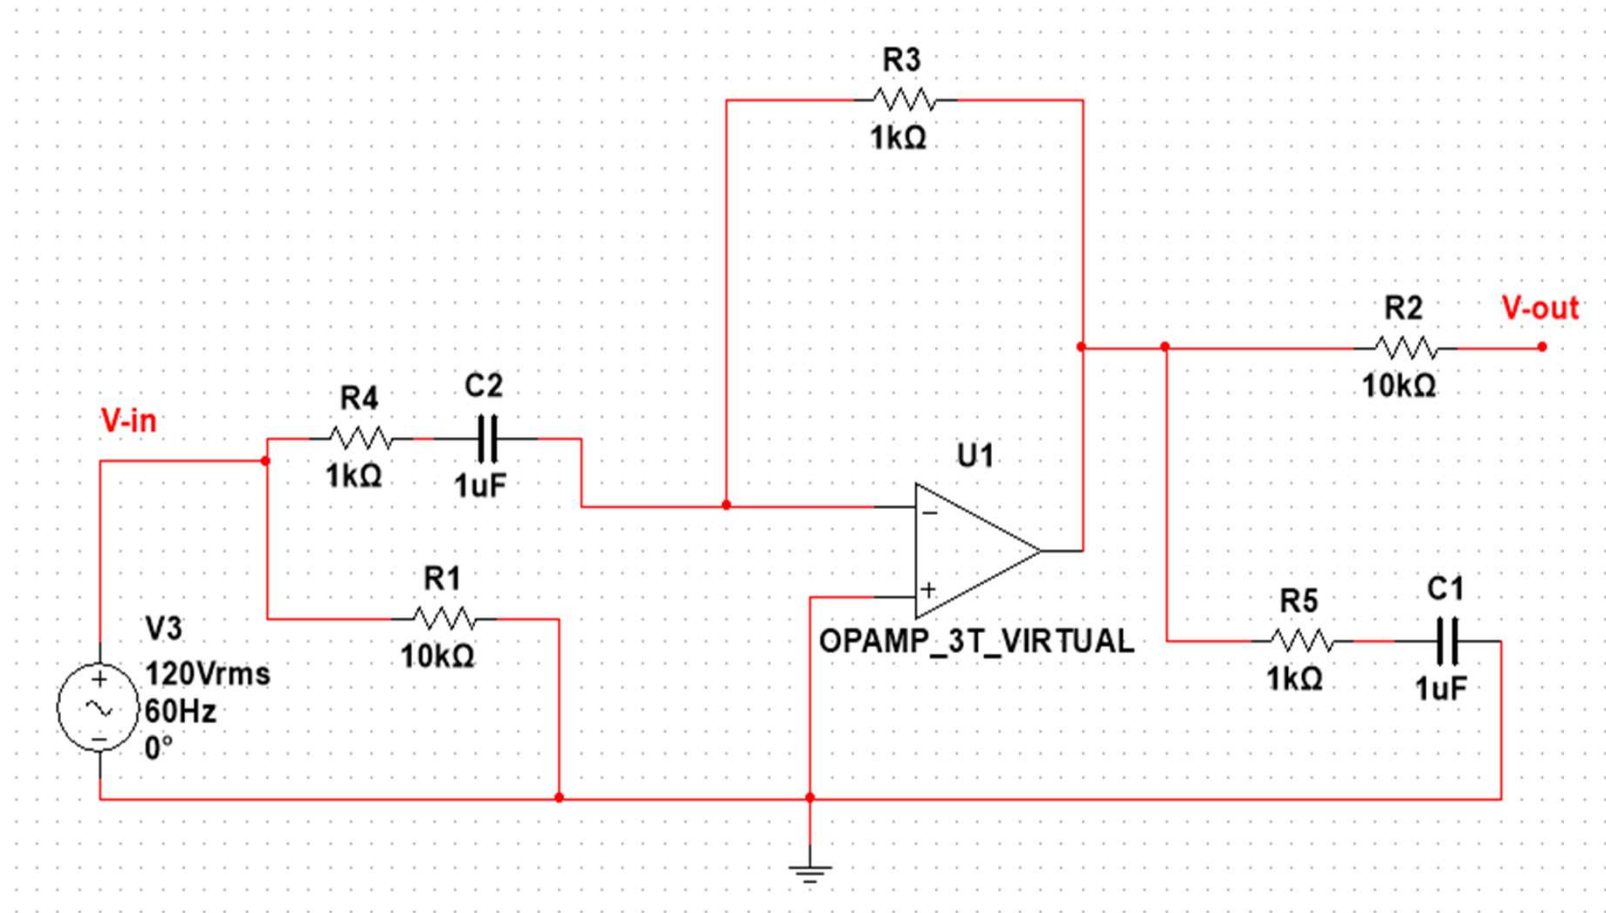 R3
1kΩ
R2
V-out
10kΩ
C2
R4
V-in
1kΩ
1uF
U1
−
R1
+
C1
R5
10kΩ
V3
OPAMP_3T_VIRTUAL
120Vrms
+
1kΩ
1uF
60Hz
−
0°